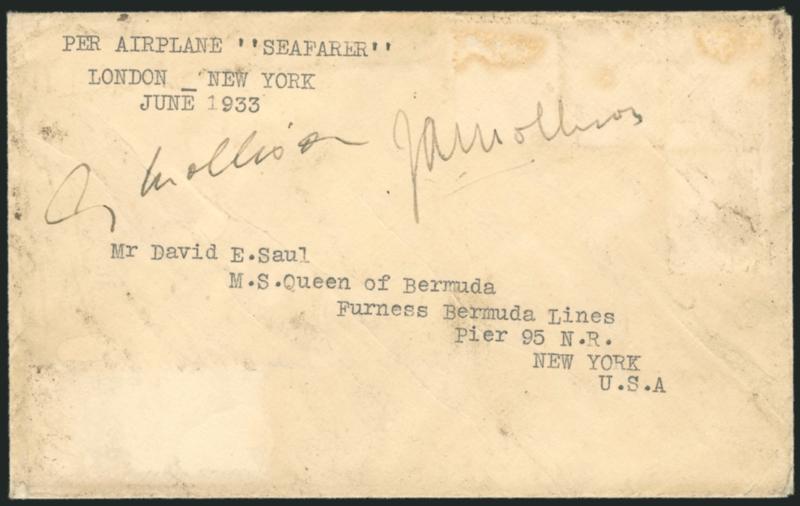 PER AIRPLANE ''SEAFARER''
LONDON _ NEW YORK
JUNE 1933
Mollison J A Mollison
Mr David E.Saul
M.S.Queen of Bermuda
Furness Bermuda Lines
Pier 95 N.R.
NEW YORK
U.S.A